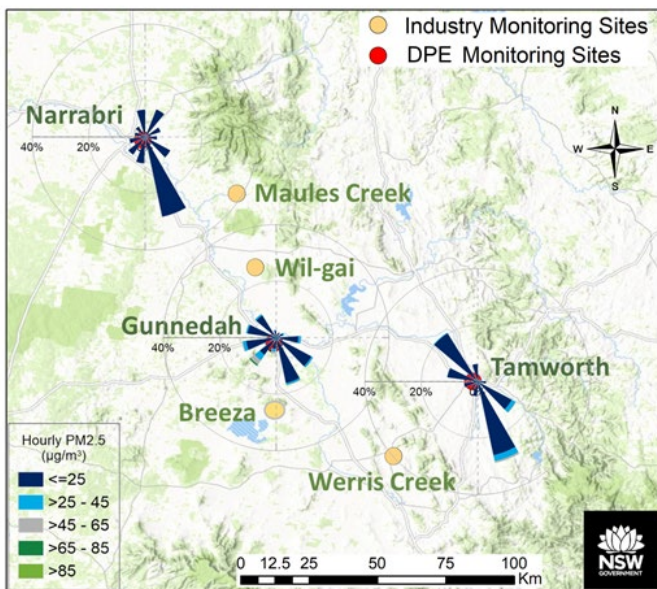 Industry Monitoring Sites
DPE Monitoring Sites
Narrabri
N
W E
S
40% 20%
Maules Creek
Wil-gai
Gunnedah
40% 20%
Tamworth
40% 20%
Breeza
Hourly PM2.5
(µg/m³)
<=25
>25 - 45
>45 - 65
>65 - 85
>85
Werris Creek
0 12.5 25 50 75 100
Km
NSW
GOVERNMENT